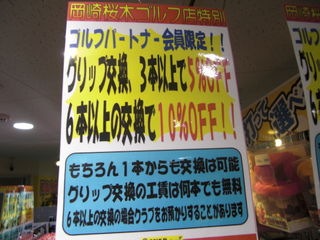 岡崎桜木ゴルフ店特別
ゴルフパートナー会員限定!!
グリップ交換、3本以上で5%OFF
6本以上の交換で10%OFF!!
もちろん1本からも交換は可能
グリップ交換の工賃は何本でも無料
6本以上の交換の場合クラブをお預かりすることがあります
って
選べ